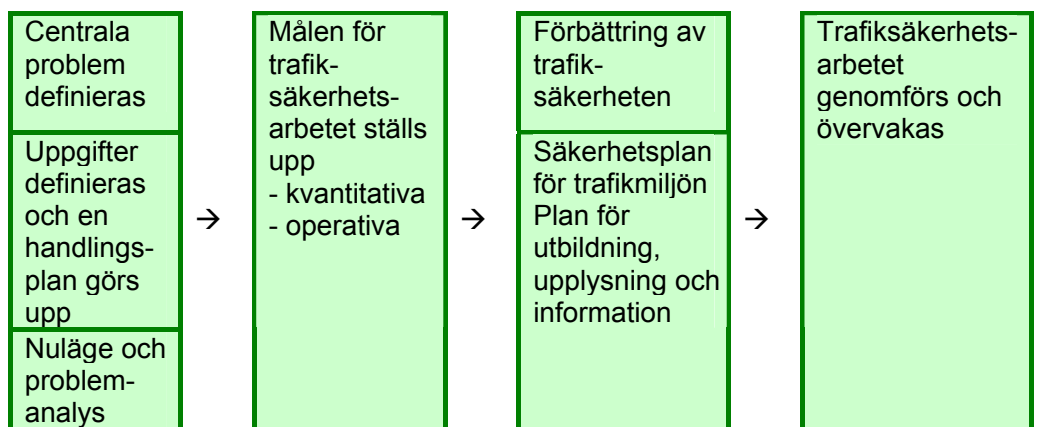 Centrala
problem
definieras
Uppgifter
definieras
och en
handlings-
plan görs
upp
Nuläge och
problem-
analys
→
Målen för
trafik-
säkerhets-
arbetet ställs
upp
- kvantitativa
- operativa
→
Förbättring av
trafik-
säkerheten
Säkerhetsplan
för trafikmiljön
Plan för
utbildning,
upplysning och
information
→
Trafiksäkerhets-
arbetet
genomförs och
övervakas